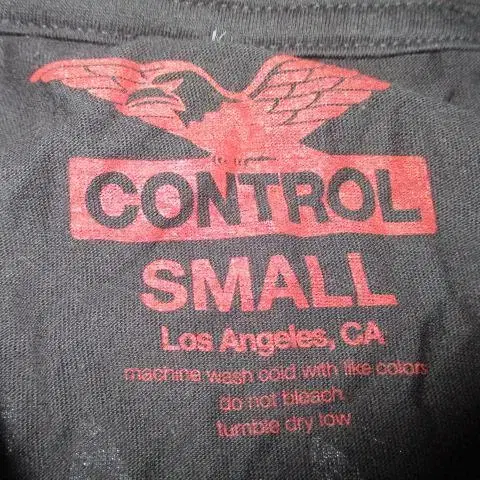 CONTROL
SMALL
Los Angeles, CA
machine wash cold with like colors
do not bleach
tumble dry low